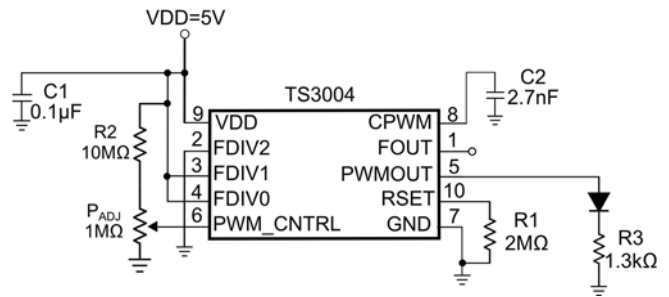 VDD=5V
C1
0.1µF
R2
10MΩ
PADJ
1MΩ
TS3004
9 VDD
2 FDIV2
3 FDIV1
4 FDIV0
6 PWM_CNTRL
CPWM 8
FOUT 1
PWMOUT 5
RSET 10
GND 7
C2
2.7nF
R1
2MΩ
R3
1.3kΩ